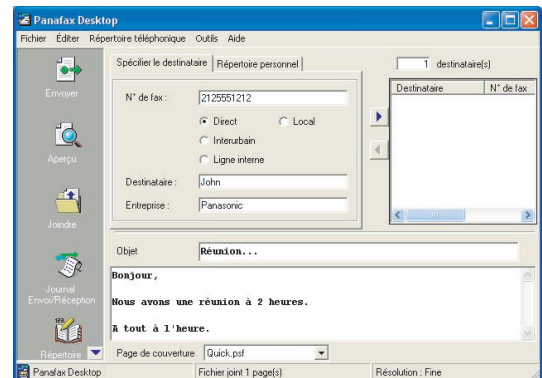 Panafax Desktop
Fichier Éditer Répertoire téléphonique Outils Aide
Envoyer
Aperçu
Joindre
Journal
Envoi/Réception
Répertoire
Spécifier le destinataire Répertoire personnel
N° de fax : 2125551212
Direct Local
Interurbain
Ligne interne
Destinataire : John
Entreprise : Panasonic
1 destinataire(s)
Destinataire N° de fax
Objet Réunion...
Bonjour,
Nous avons une réunion à 2 heures.
A tout à l'heure.
Page de couverture Quick.psf
Panafax Desktop Fichier joint 1 page(s) Résolution : Fine